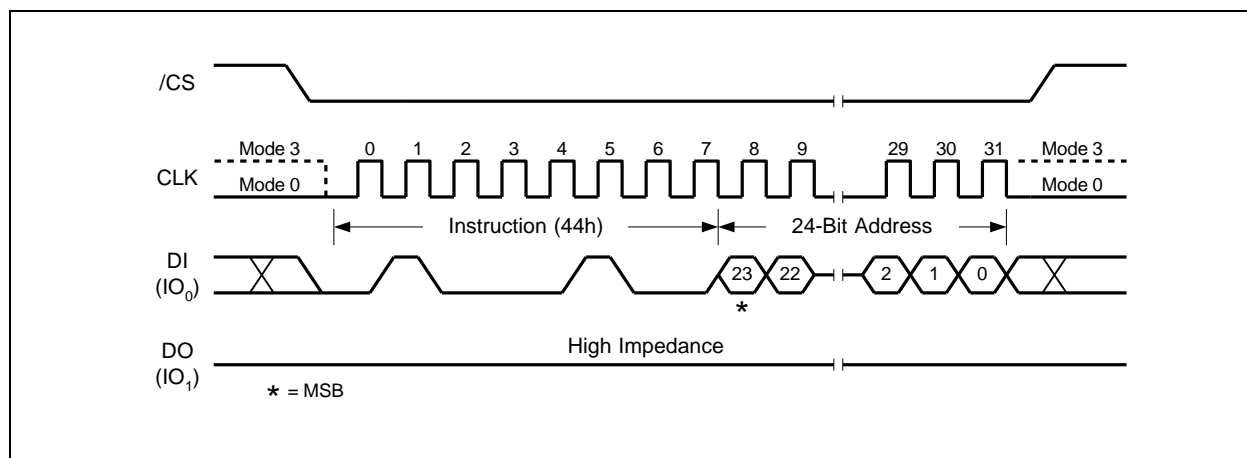 /CS
Mode 3 0 1 2 3 4 5 6 7 8 9 29 30 31 Mode 3
CLK Mode 0 Mode 0
Instruction (44h) 24-Bit Address
DI
(IO0) 23 22 2 1 0
*
DO High Impedance
(IO1)
* = MSB